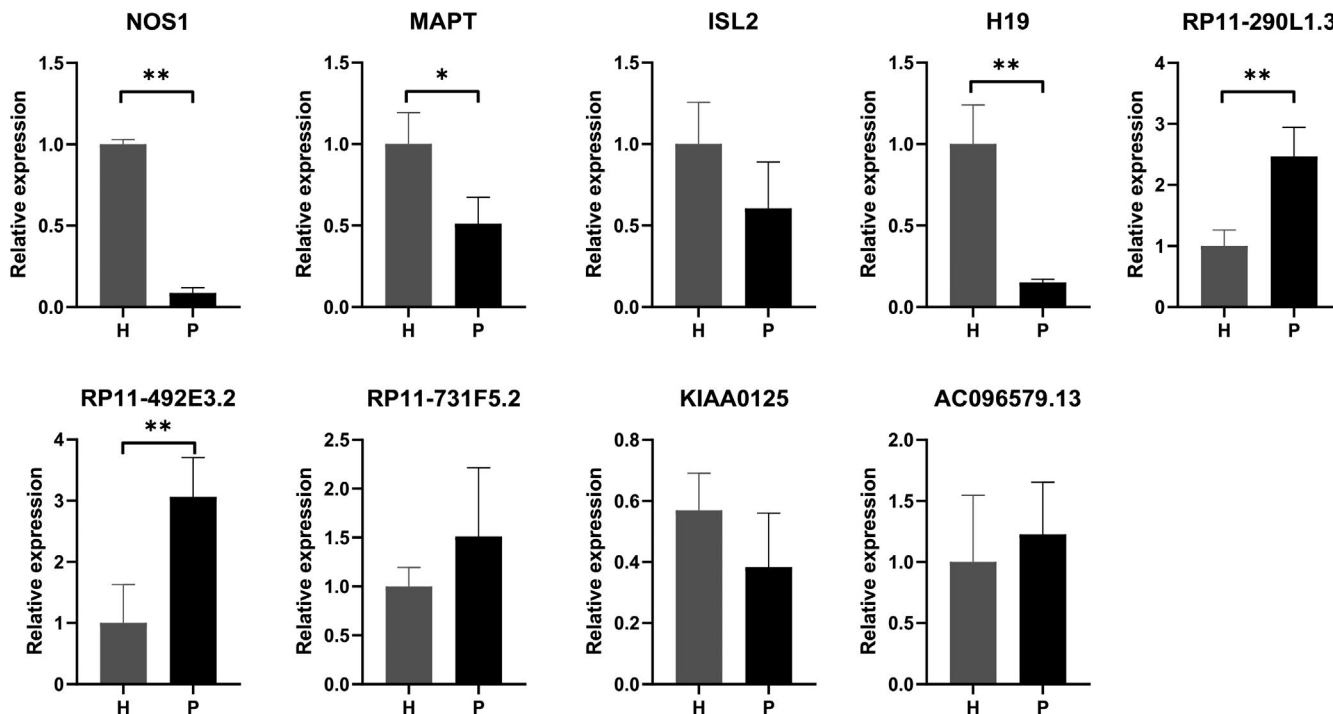 NOS1
MAPT
ISL2
H19
RP11-290L1.3
Relative expression
1.5
1.0
0.5
0.0
**
H P
Relative expression
1.5
1.0
0.5
0.0
*
H P
Relative expression
1.5
1.0
0.5
0.0
H P
Relative expression
1.5
1.0
0.5
0.0
**
H P
Relative expression
4
3
2
1
0
**
H P
RP11-492E3.2
RP11-731F5.2
KIAA0125
AC096579.13
Relative expression
4
3
2
1
0
**
H P
Relative expression
2.5
2.0
1.5
1.0
0.5
0.0
H P
Relative expression
0.8
0.6
0.4
0.2
0.0
H P
Relative expression
2.0
1.5
1.0
0.5
0.0
H P